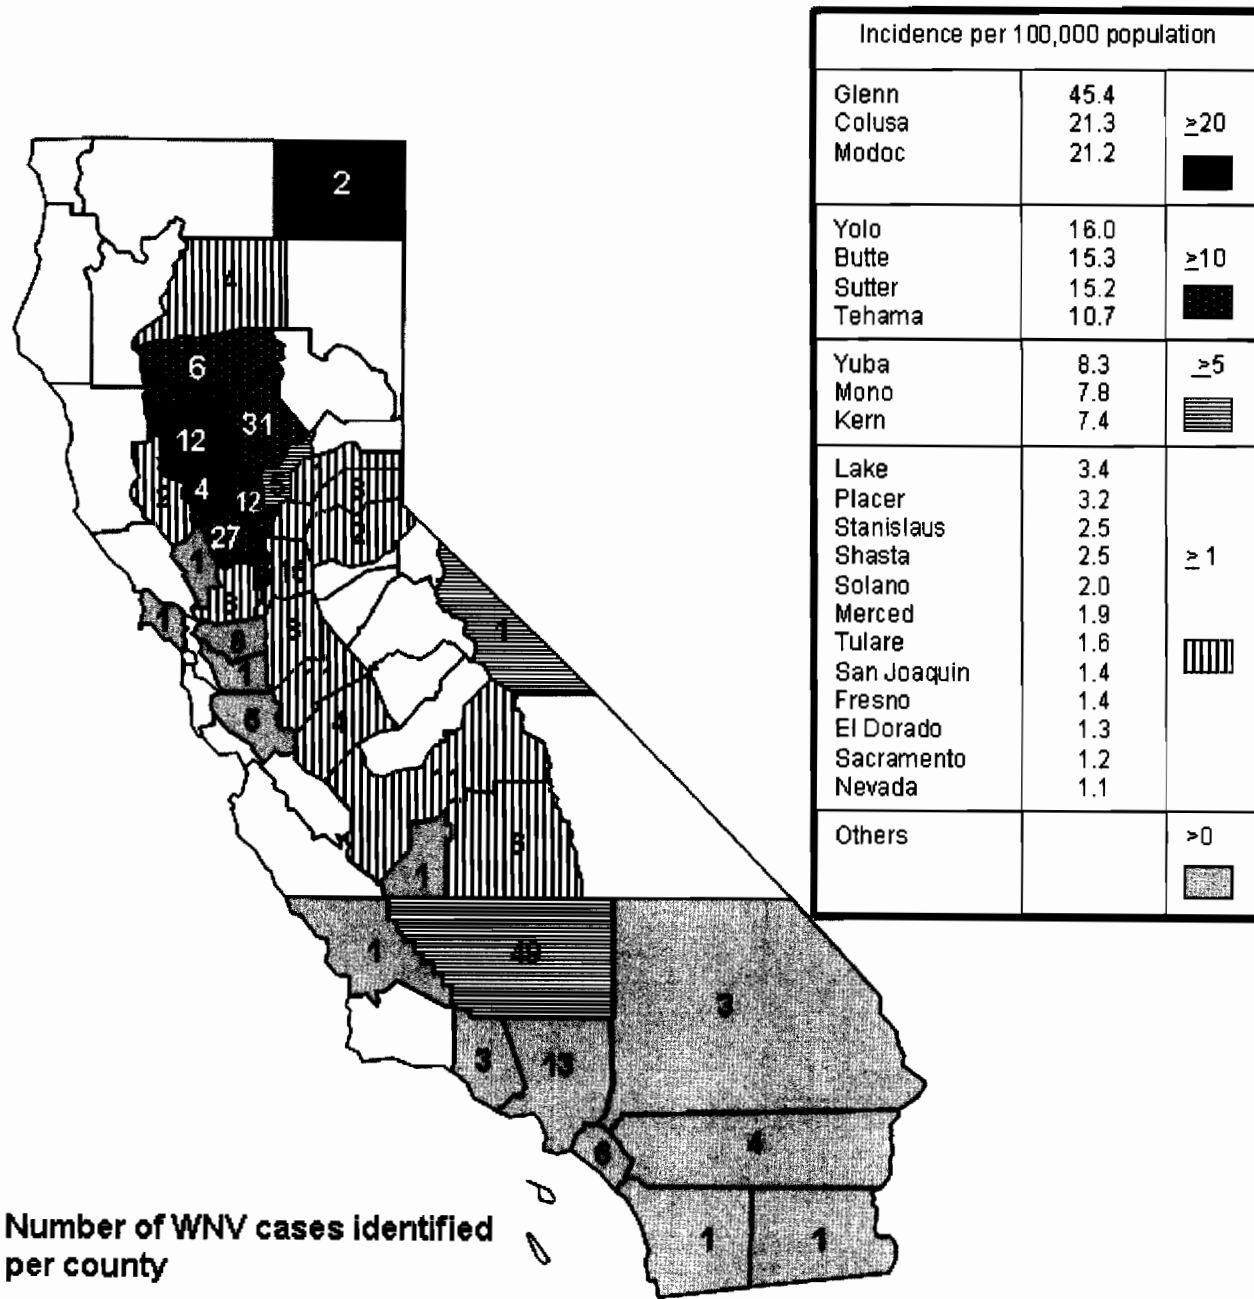 Incidence per 100,000 population
Glenn 45.4
Colusa 21.3 ≥20
Modoc 21.2
Yolo 16.0
Butte 15.3 ≥10
Sutter 15.2
Tehama 10.7
Yuba 8.3 ≥5
Mono 7.8
Kern 7.4
Lake 3.4
Placer 3.2
Stanislaus 2.5
Shasta 2.5 ≥ 1
Solano 2.0
Merced 1.9
Tulare 1.6
San Joaquin 1.4
Fresno 1.4
El Dorado 1.3
Sacramento 1.2
Nevada 1.1
Others >0
2
4
6
31
12
4
12
27
2
1
1
1
1
4
11
1
1
49
3
3
13
4
6
1
1
Number of WNV cases identified
per county